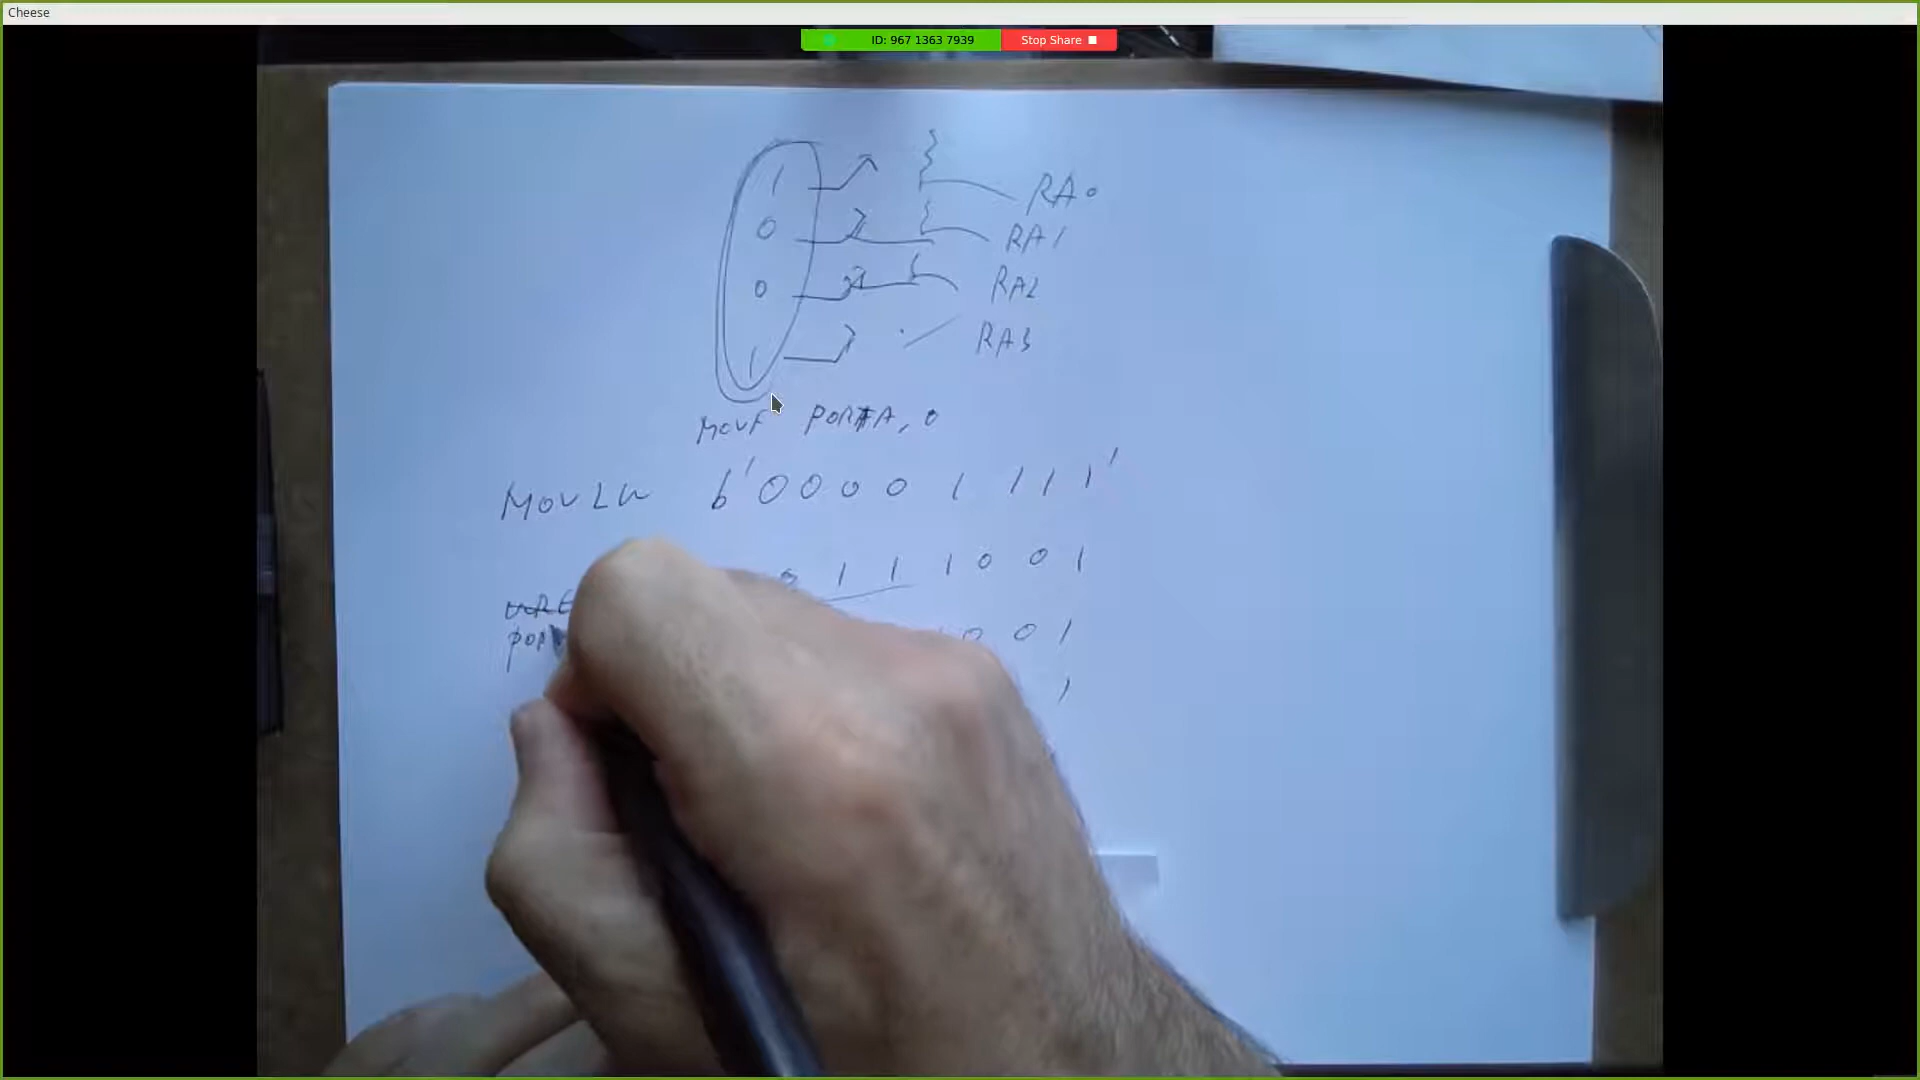 Cheese
ID: 967 1363 7939 Stop Share
1 RA0
0 RA1
0 RA2
1 RA3
MOVF PORTA, 0
MOVLW b'00001111'
0 1 1 1 0 0 1
0 0 1
1